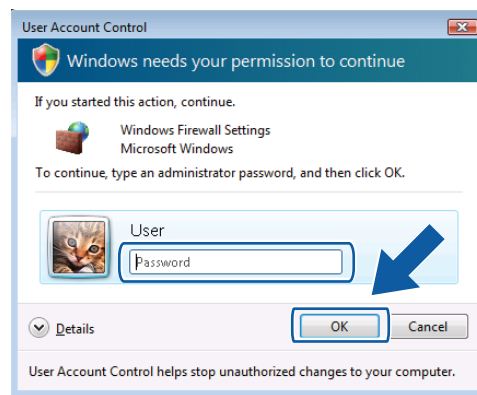 User Account Control
Windows needs your permission to continue
If you started this action, continue.
Windows Firewall Settings
Microsoft Windows
To continue, type an administrator password, and then click OK.
User
Password
Details
OK
Cancel
User Account Control helps stop unauthorized changes to your computer.